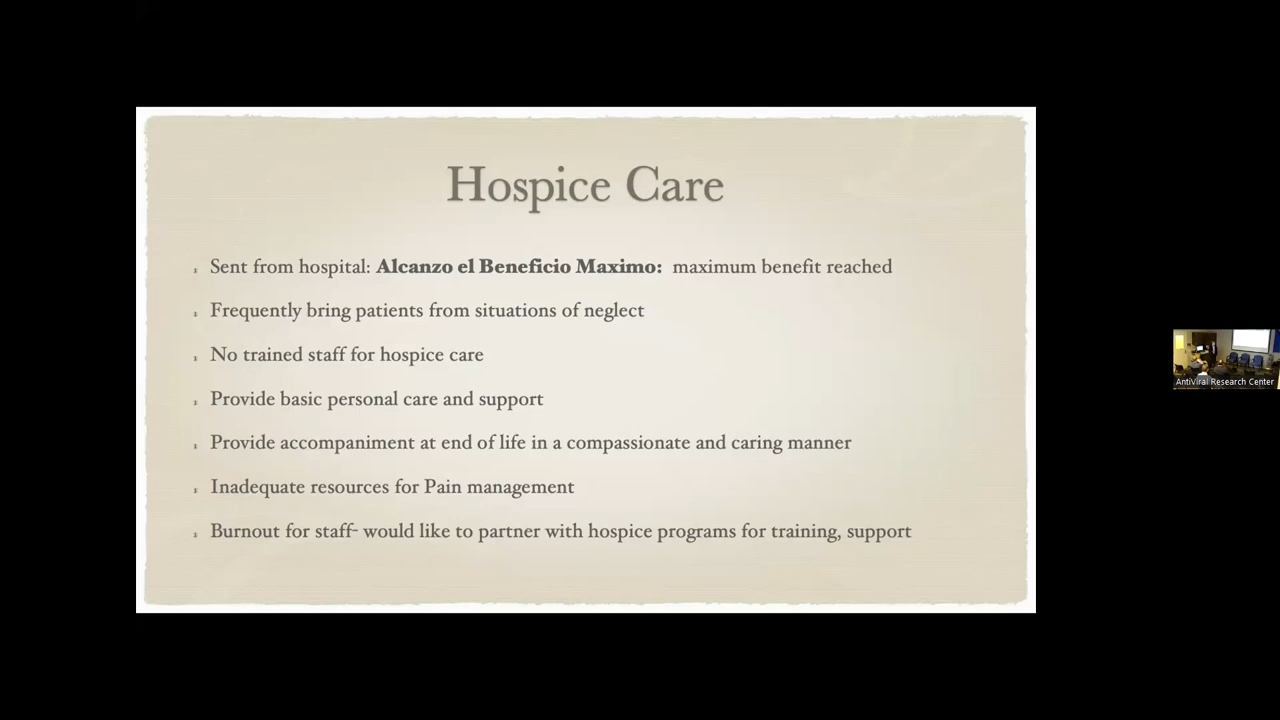 Hospice Care
Sent from hospital: Alcanzo el Beneficio Maximo: maximum benefit reached
Frequently bring patients from situations of neglect
No trained staff for hospice care
Provide basic personal care and support
Provide accompaniment at end of life in a compassionate and caring manner
Inadequate resources for Pain management
Burnout for staff- would like to partner with hospice programs for training, support
AntiViral Research Center